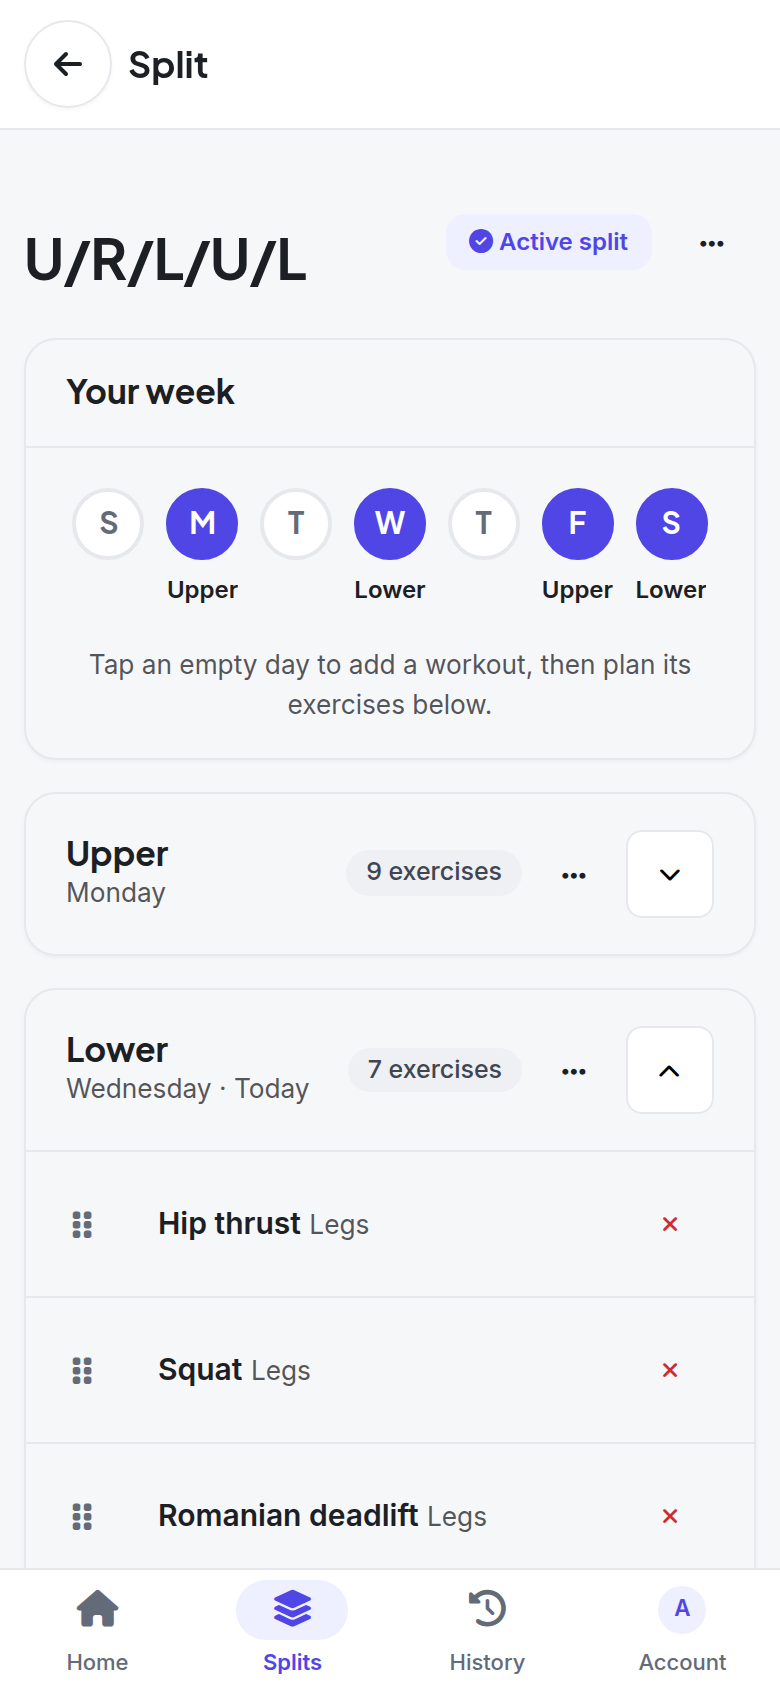 Split
U/R/L/U/L
Active split
Your week
S M T W T F S
Upper Lower Upper Lower
Tap an empty day to add a workout, then plan its
exercises below.
Upper
Monday
9 exercises
Lower
Wednesday · Today
7 exercises
Hip thrust Legs
Squat Legs
Romanian deadlift Legs
A
Home Splits History Account